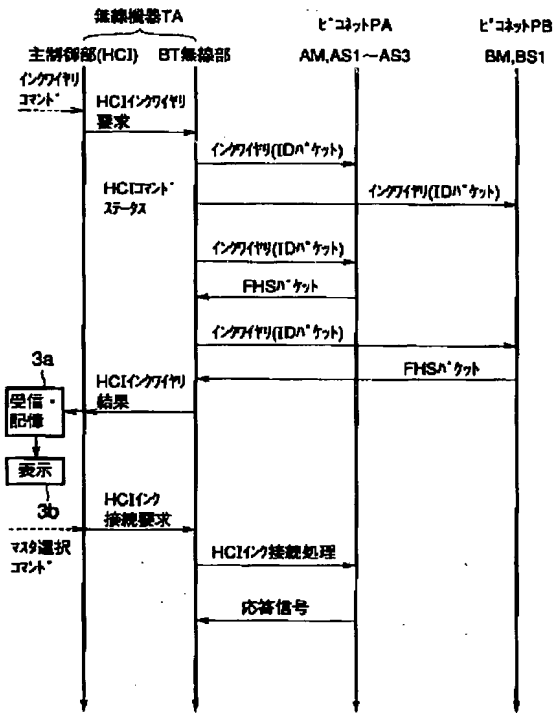 無線機器TA
ピコネットPA
ピコネットPB
主制御部(HCI)
BT無線部
AM,AS1〜AS3
BM,BS1
インクワイヤリ
コマンド
HCIインクワイヤリ
要求
インクワイヤリ(IDパケット)
HCIコマンド
ステータス
インクワイヤリ(IDパケット)
インクワイヤリ(IDパケット)
FHSパケット
インクワイヤリ(IDパケット)
FHSパケット
3a
HCIインクワイヤリ
結果
受信・
記憶
表示
3b
HCIインク
接続要求
マスタ選択
コマンド
HCIインク接続処理
応答信号